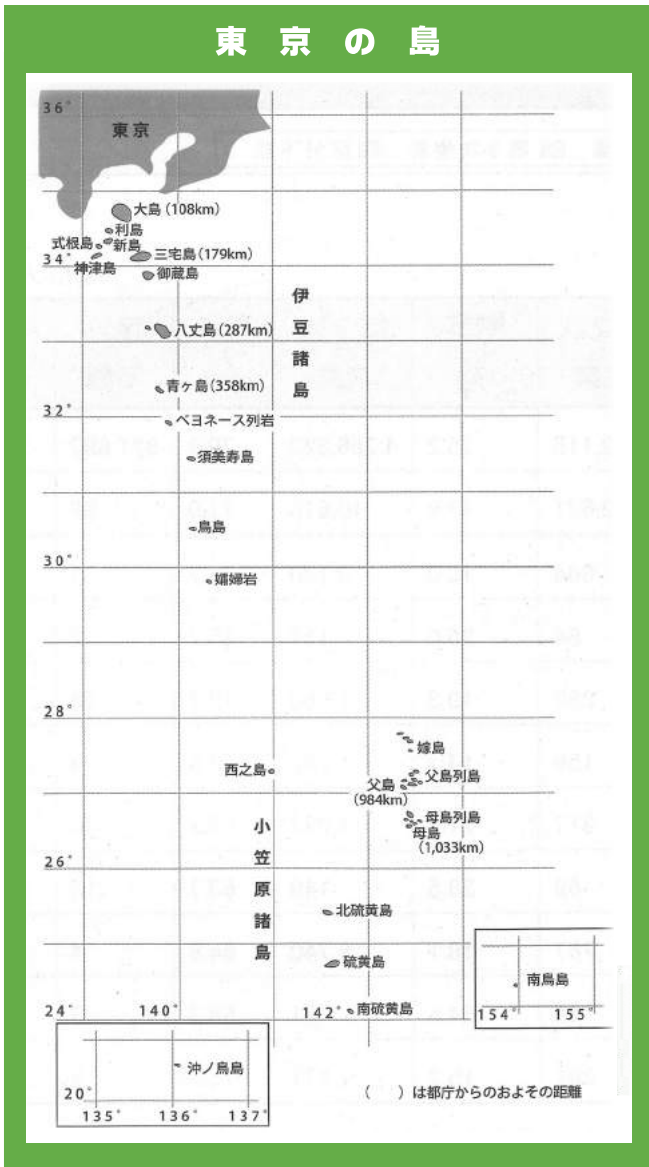 東京の島
36°
東京
大島(108km)
利島
式根島
新島
神津島
三宅島(179km)
34°
御蔵島
伊豆諸島
八丈島(287km)
青ヶ島(358km)
32°
ベヨネース列岩
須美寿島
鳥島
30°
孀婦岩
28°
嫁島
西之島
父島列島
父島
(984km)
母島列島
母島
(1,033km)
小笠原諸島
26°
北硫黄島
硫黄島
南鳥島
154°
155°
24°
140°
142°
南硫黄島
沖ノ鳥島
20°
135°
136°
137°
( )は都庁からのおよその距離